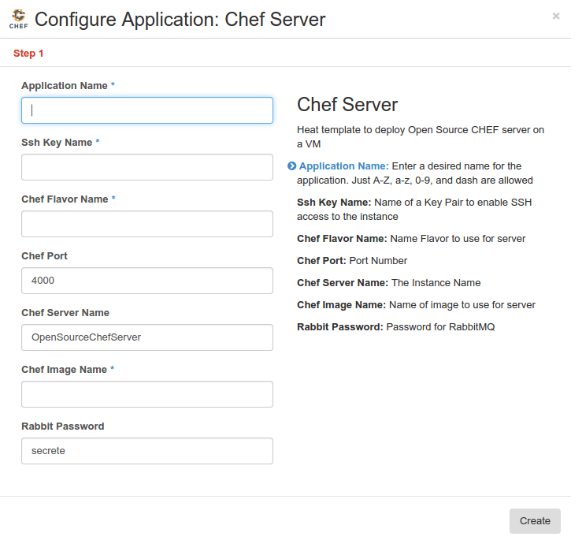 CHEF
Configure Application: Chef Server
×
Step 1
Application Name *
Ssh Key Name *
Chef Flavor Name *
Chef Port
4000
Chef Server Name
OpenSourceChefServer
Chef Image Name *
Rabbit Password
secrete
Chef Server
Heat template to deploy Open Source CHEF server on
a VM
Application Name: Enter a desired name for the
application. Just A-Z, a-z, 0-9, and dash are allowed
Ssh Key Name: Name of a Key Pair to enable SSH
access to the instance
Chef Flavor Name: Name Flavor to use for server
Chef Port: Port Number
Chef Server Name: The Instance Name
Chef Image Name: Name of image to use for server
Rabbit Password: Password for RabbitMQ
Create